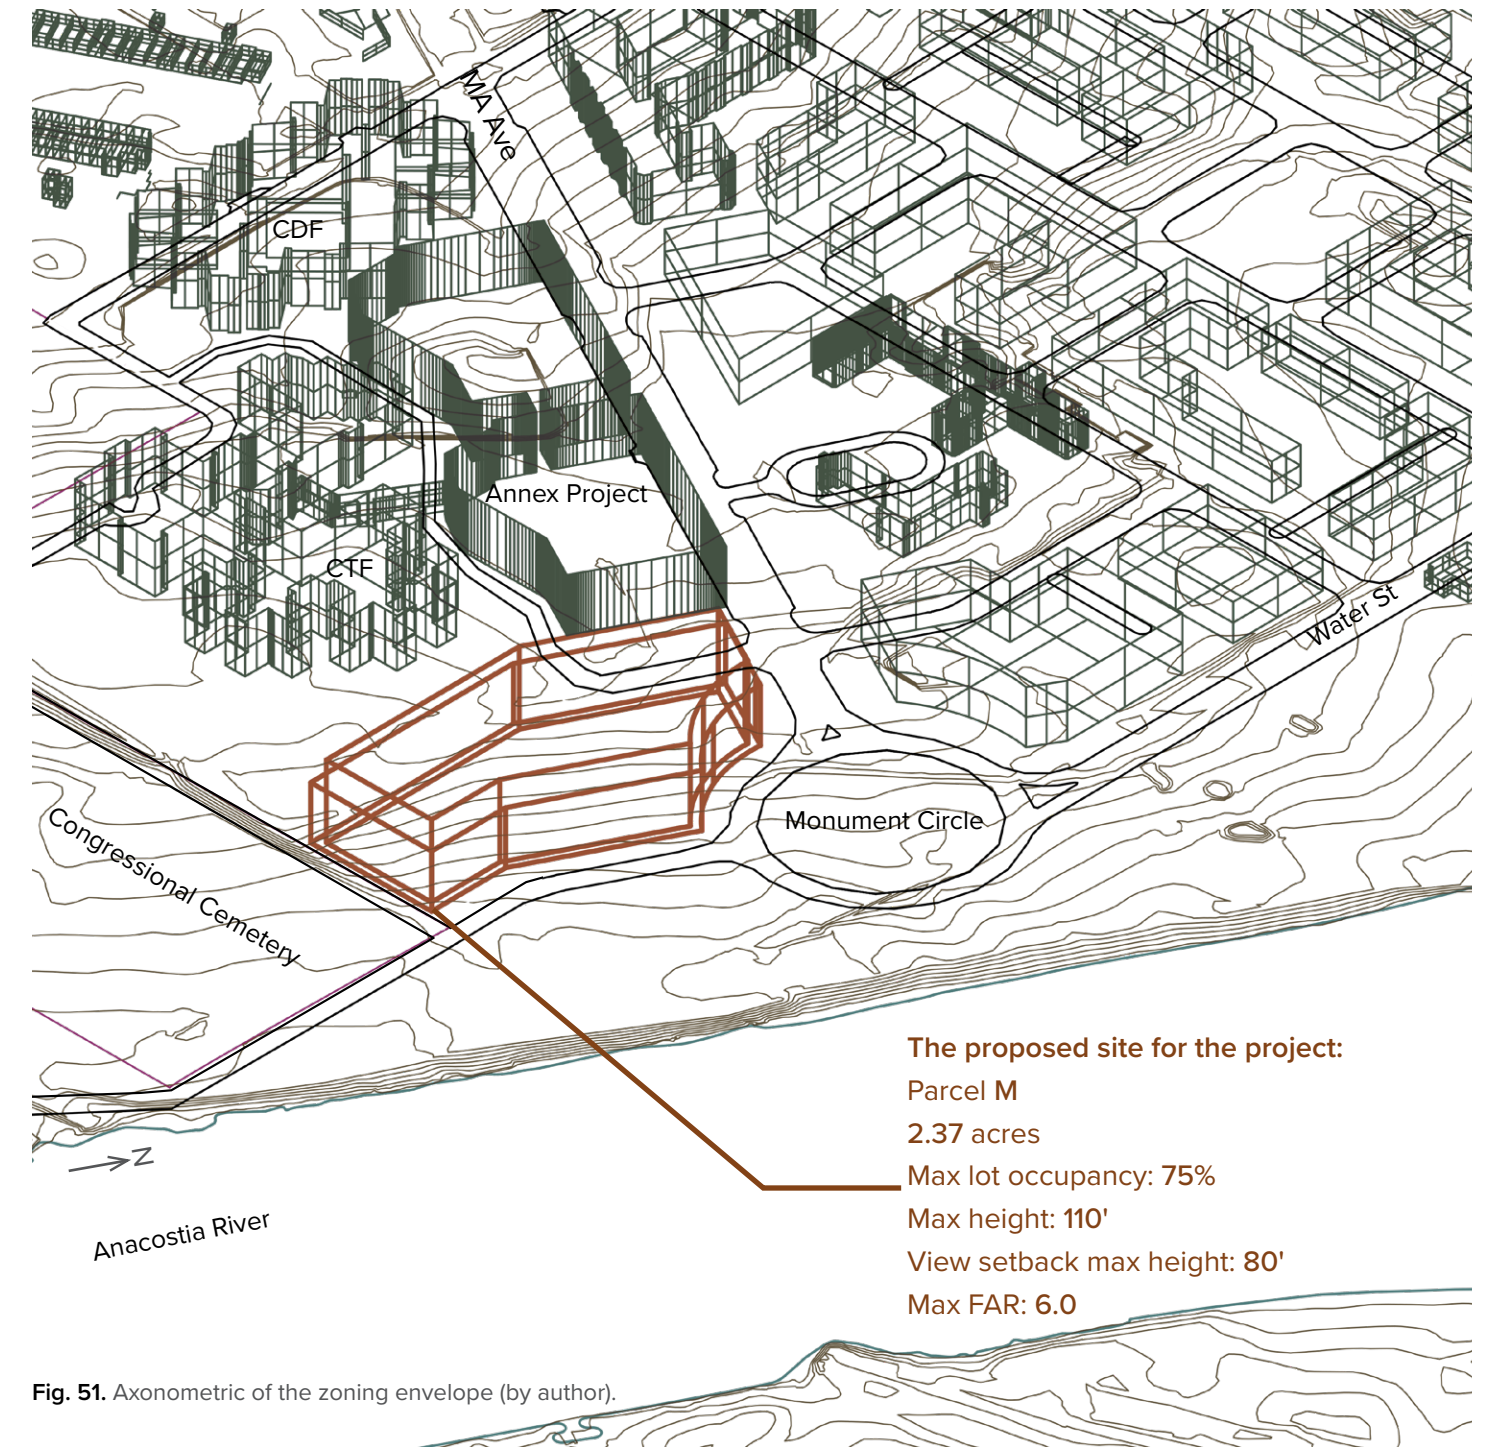 MA Ave
CDF
Annex Project
CTF
Water St
Monument Circle
Congressional Cemetery
The proposed site for the project:
Parcel M
2.37 acres
Max lot occupancy: 75%
Max height: 110'
View setback max height: 80'
Max FAR: 6.0
N
Anacostia River
Fig. 51. Axonometric of the zoning envelope (by author).